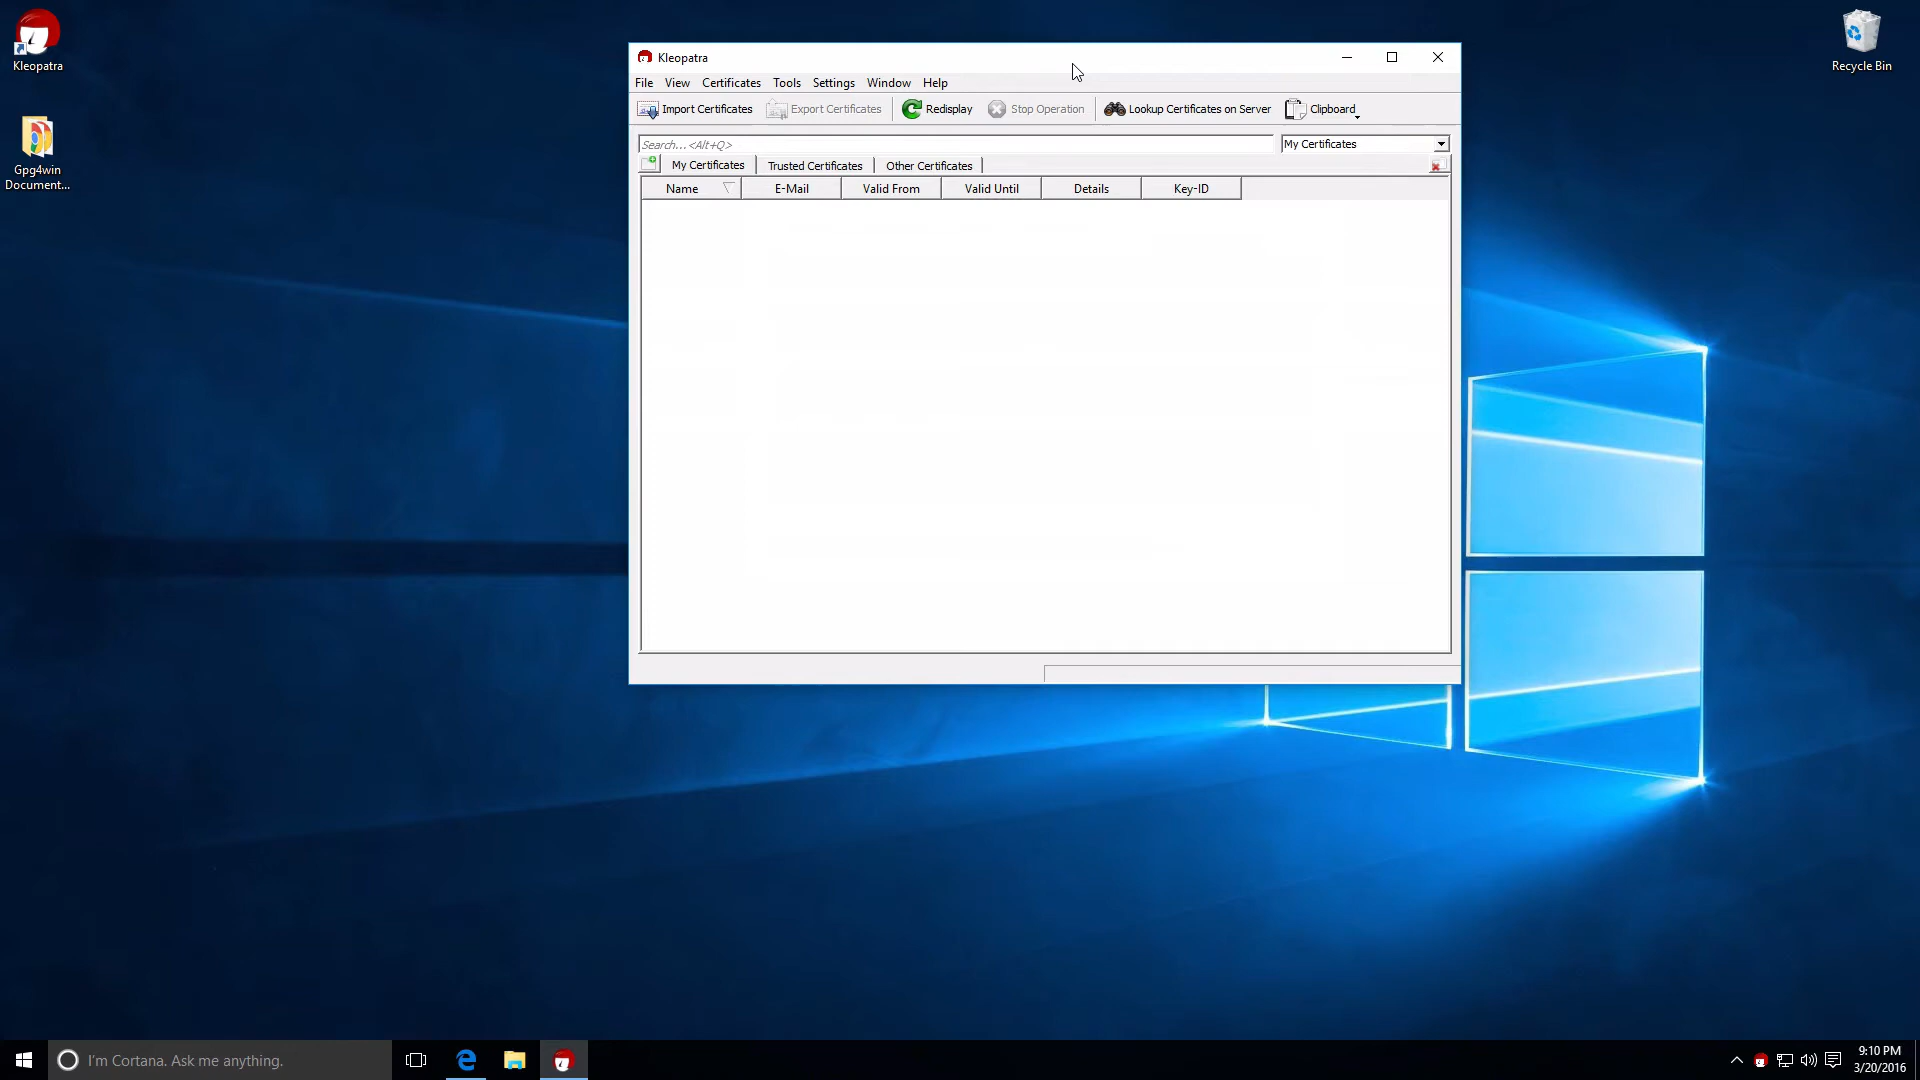 Kleopatra
Gpg4win
Document...
Recycle Bin
Kleopatra
File View Certificates Tools Settings Window Help
Import Certificates Export Certificates Redisplay Stop Operation Lookup Certificates on Server Clipboard
Search...<Alt+Q> My Certificates
My Certificates Trusted Certificates Other Certificates
Name E-Mail Valid From Valid Until Details Key-ID
I'm Cortana. Ask me anything.
9:10 PM
3/20/2016